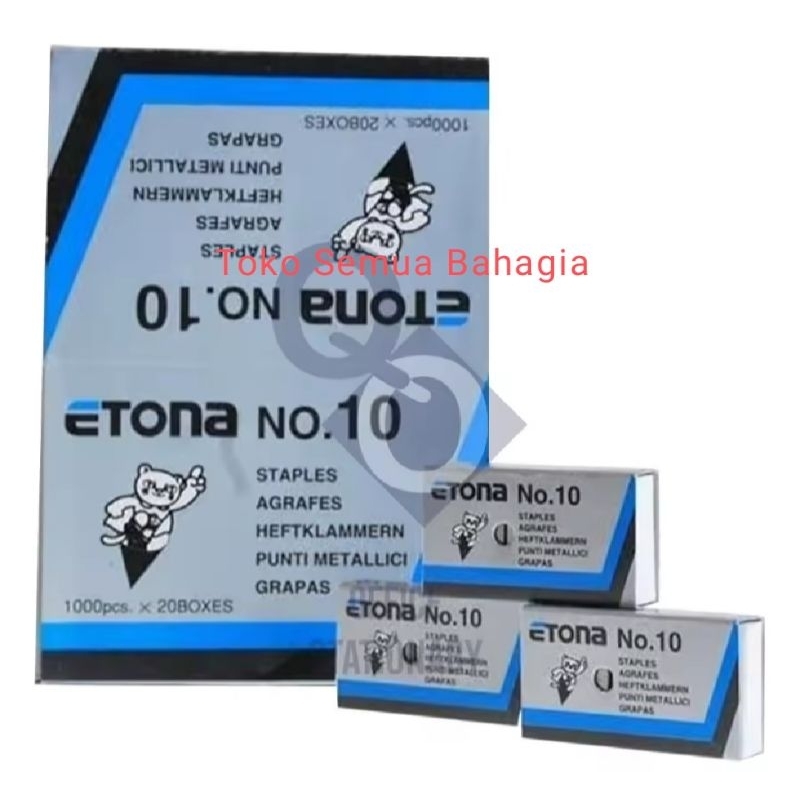 1000pcs. × 20BOXES
GRAPAS
PUNTI METALLICI
HEFTKLAMMERN
AGRAFES
STAPLES
Toko Semua Bahagia
ETONA NO.10
ETONA NO.10
STAPLES
AGRAFES
HEFTKLAMMERN
PUNTI METALLICI
GRAPAS
1000pcs. × 20BOXES
ETONA No.10
STAPLES
AGRAFES
HEFTKLAMMERN
PUNTI METALLICI
GRAPAS
OFFICE
STATIONERY
ETONA No.10
STAPLES
AGRAFES
HEFTKLAMMERN
PUNTI METALLICI
GRAPAS
ETONA No.10
STAPLES
AGRAFES
HEFTKLAMMERN
PUNTI METALLICI
GRAPAS